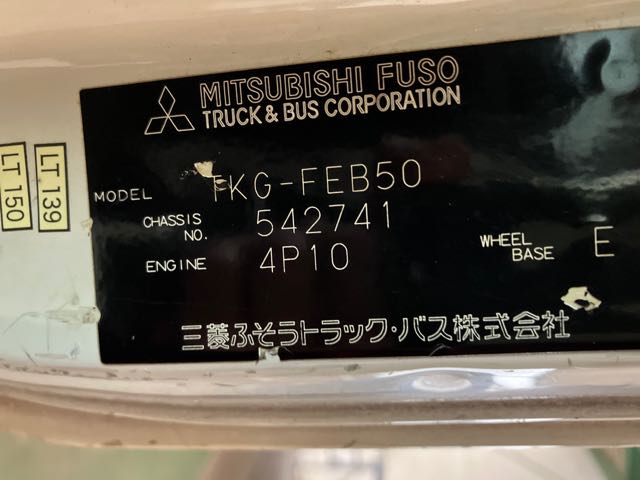 MITSUBISHI FUSO
TRUCK & BUS CORPORATION
MODEL TKG-FEB50
CHASSIS NO. 542741
ENGINE 4P10
WHEEL BASE E
三菱ふそうトラック・バス株式会社
LT 139
LT 150